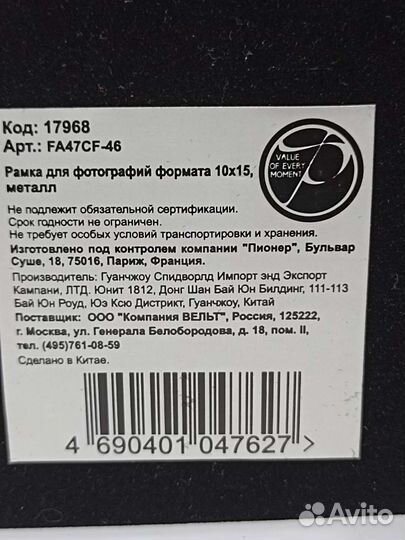 Код: 17968
Арт.: FA47CF-46
VALUE
OF EVERY
MOMENT
Рамка для фотографий формата 10х15,
металл
Не подлежит обязательной сертификации.
Срок годности не ограничен.
Не требует особых условий транспортировки и хранения.
Изготовлено под контролем компании "Пионер", Бульвар
Суше, 18, 75016, Париж, Франция.
Производитель: Гуанчжоу Спидворлд Импорт энд Экспорт
Кампани, ЛТД. Юнит 1812, Донг Шан Бай Юн Билдинг, 111-113
Бай Юн Роуд, Юэ Ксю Дистрикт, Гуанчжоу, Китай
Поставщик: ООО "Компания ВЕЛЬТ", Россия, 125222,
г. Москва, ул. Генерала Белобородова, д. 18, пом. II,
тел. (495)761-08-59
Сделано в Китае.
4 690401 047627 >
Avito